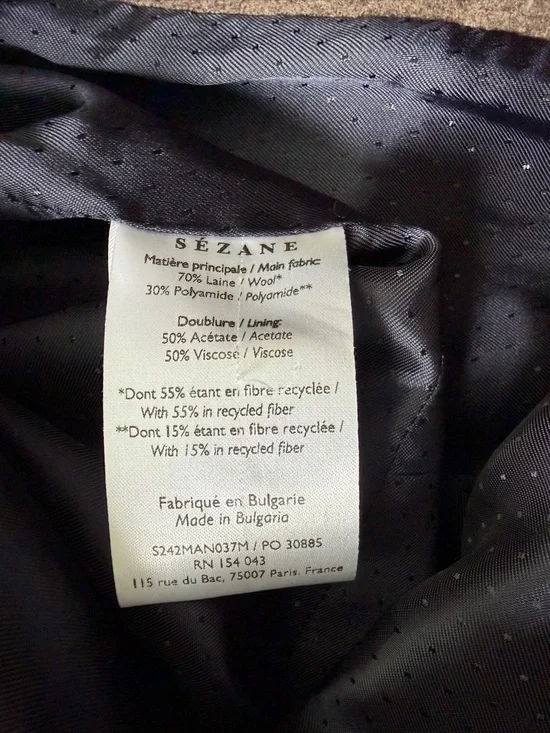 SÉZANE
Matière principale / Main fabric:
70% Laine / Wool*
30% Polyamide / Polyamide**
Doublure / Lining:
50% Acétate / Acetate
50% Viscose / Viscose
*Dont 55% étant en fibre recyclée /
With 55% in recycled fiber
**Dont 15% étant en fibre recyclée /
With 15% in recycled fiber
Fabriqué en Bulgarie
Made in Bulgaria
S242MAN037M / PO 30885
RN 154 043
115 rue du Bac, 75007 Paris. France